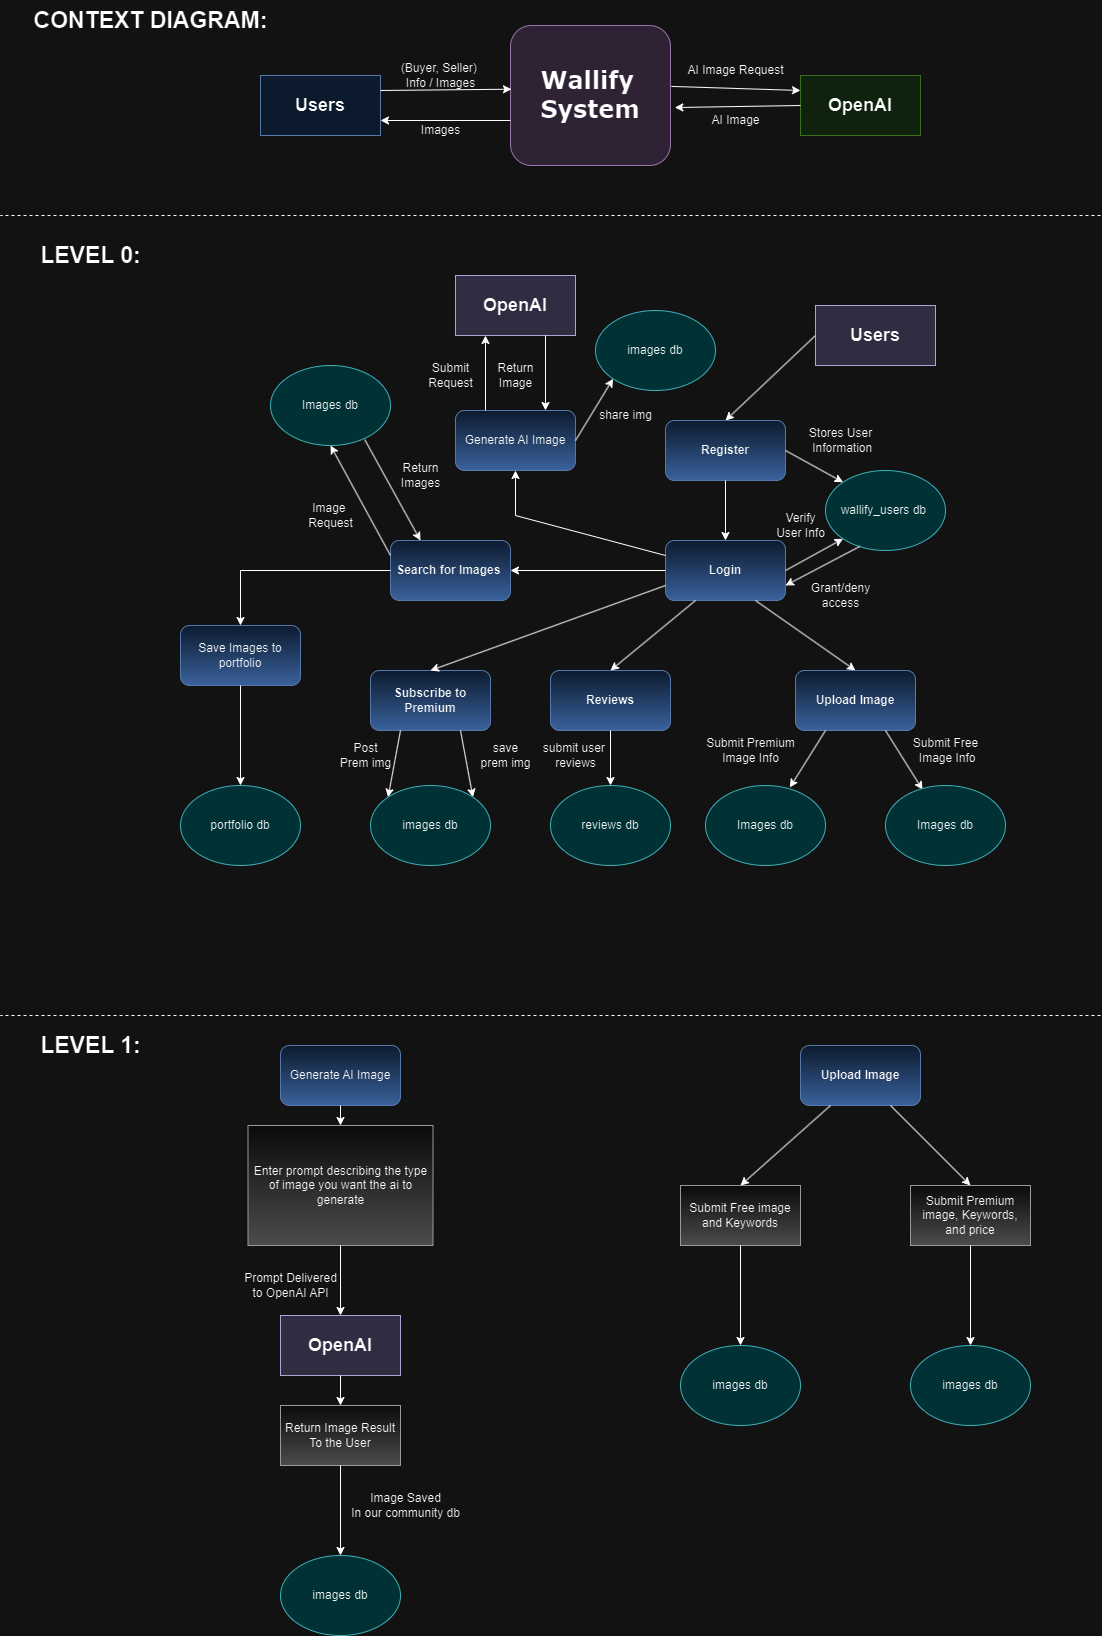 CONTEXT DIAGRAM:
(Buyer, Seller)
Info / Images
Users
Images
Wallify
System
AI Image Request
AI Image
OpenAI
LEVEL 0:
OpenAI
Users
images db
Submit
Request
Return
Image
share img
Images db
Generate AI Image
Register
Stores User
Information
Return
Images
Image
Request
wallify_users db
Verify
User Info
Search for Images
Login
Grant/deny
access
Save Images to
portfolio
Subscribe to
Premium
Reviews
Upload Image
Post
Prem img
save
prem img
submit user
reviews
Submit Premium
Image Info
Submit Free
Image Info
portfolio db
images db
reviews db
Images db
Images db
LEVEL 1:
Generate AI Image
Upload Image
Enter prompt describing the type
of image you want the ai to
generate
Submit Free image
and Keywords
Submit Premium
image, Keywords,
and price
Prompt Delivered
to OpenAI API
OpenAI
images db
images db
Return Image Result
To the User
Image Saved
In our community db
images db